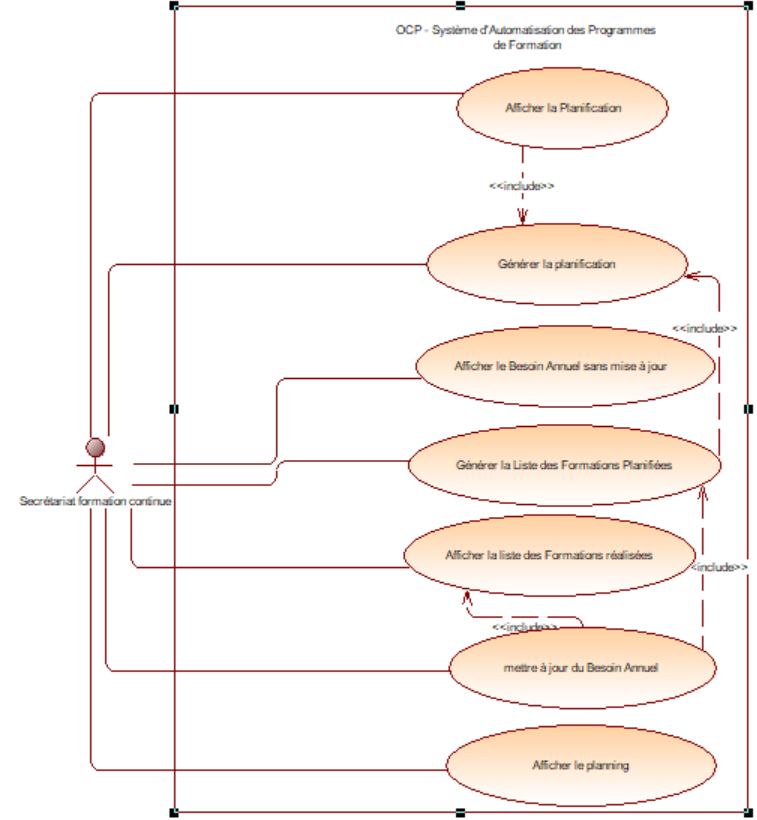 OCP - Système d'Automatisation des Programmes
de Formation
Afficher la Planification
<<include>>
Générer la planification
<<include>>
Afficher le Besoin Annuel sans mise à jour
Générer la Liste des Formations Planifiées
Secrétariat formation continue
Afficher la liste des Formations réalisées
<include>>
<<include>>
mettre à jour du Besoin Annuel
Afficher le planning